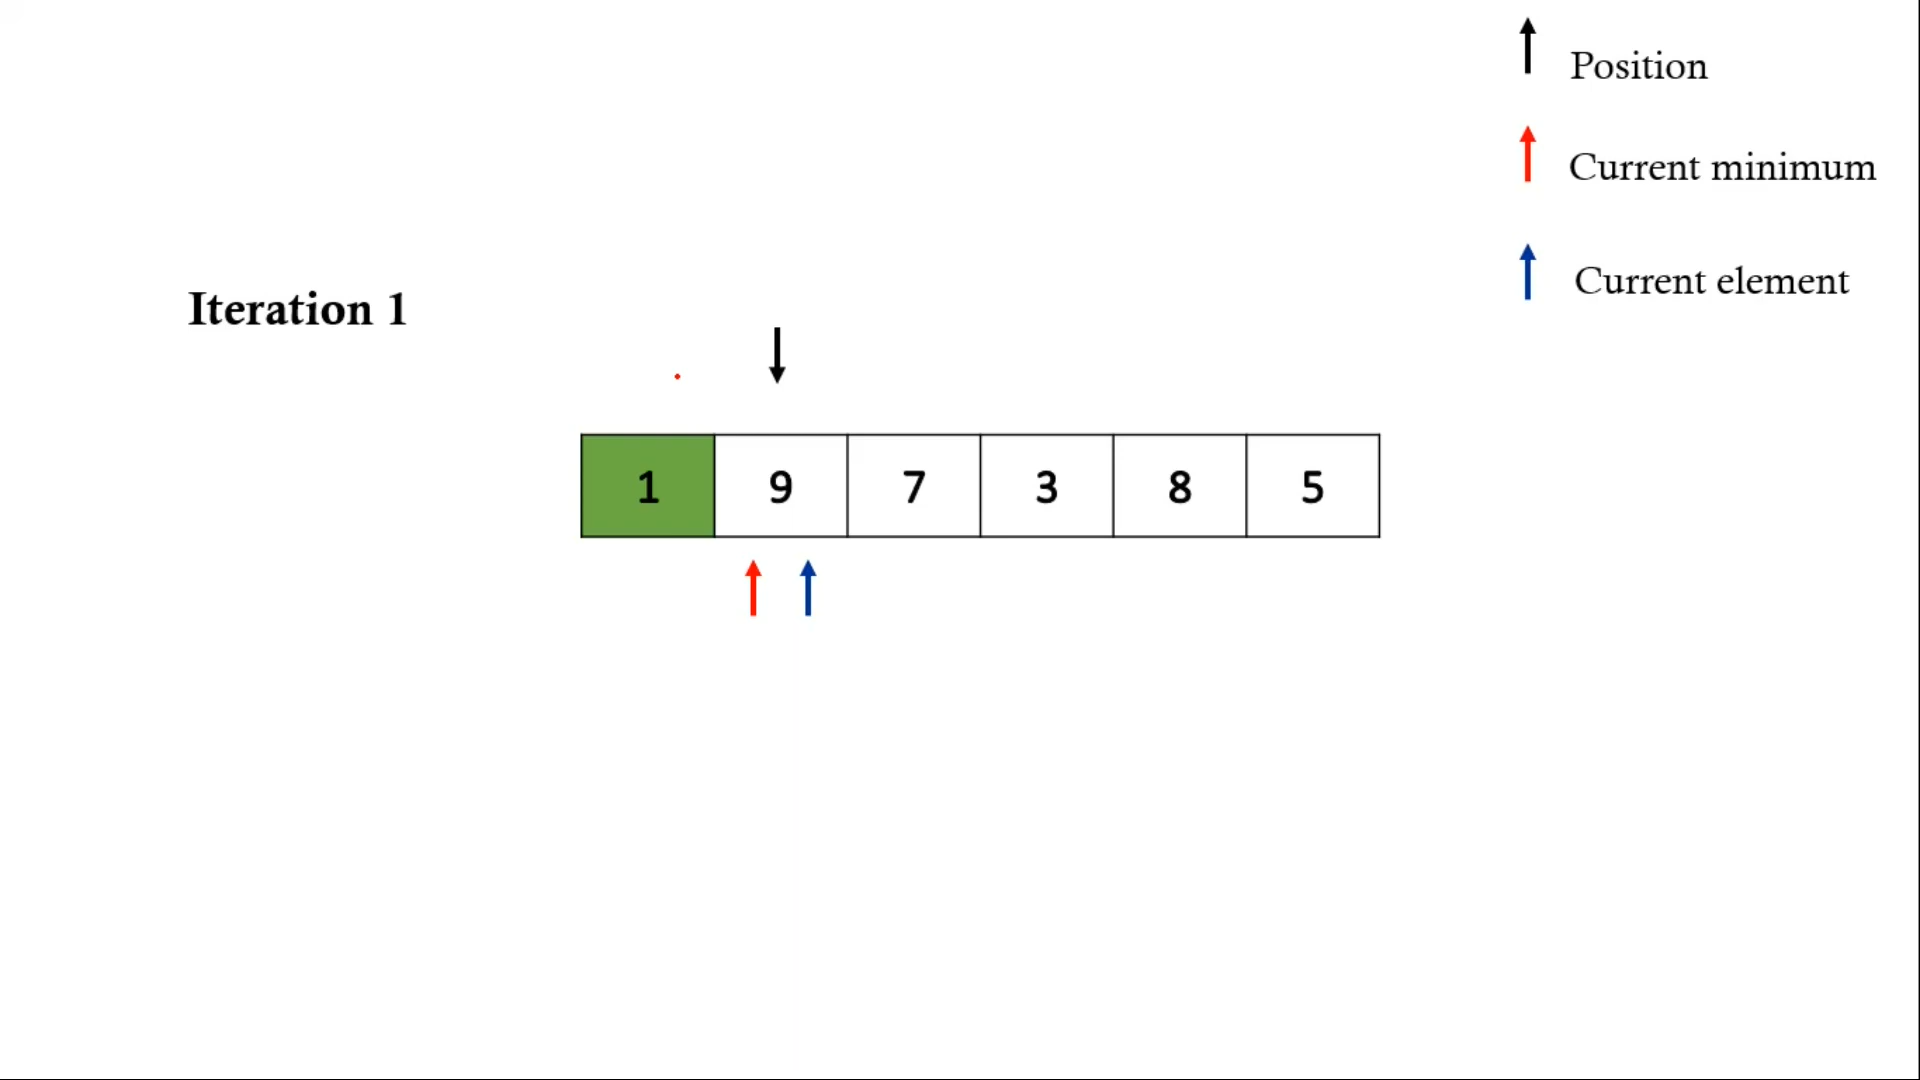 Position
Current minimum
Current element
Iteration 1
1 9 7 3 8 5